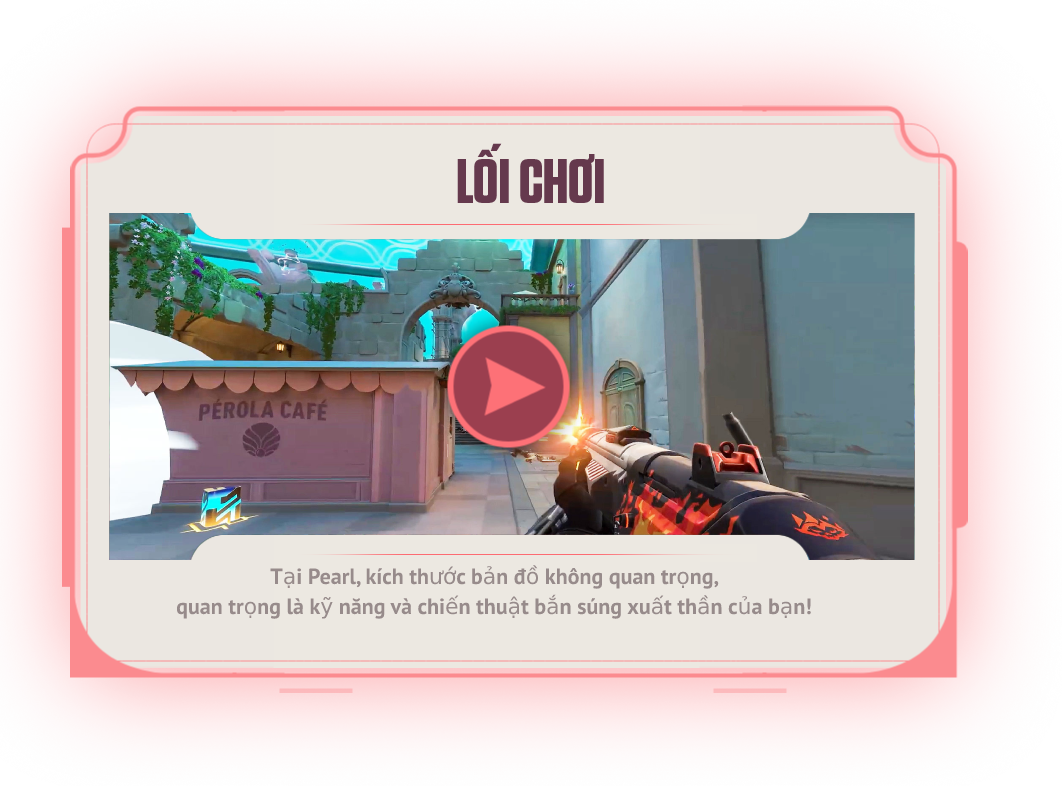 LỐI CHƠI
PÉROLA CAFÉ
Tại Pearl, kích thước bản đồ không quan trọng,
quan trọng là kỹ năng và chiến thuật bắn súng xuất thần của bạn!